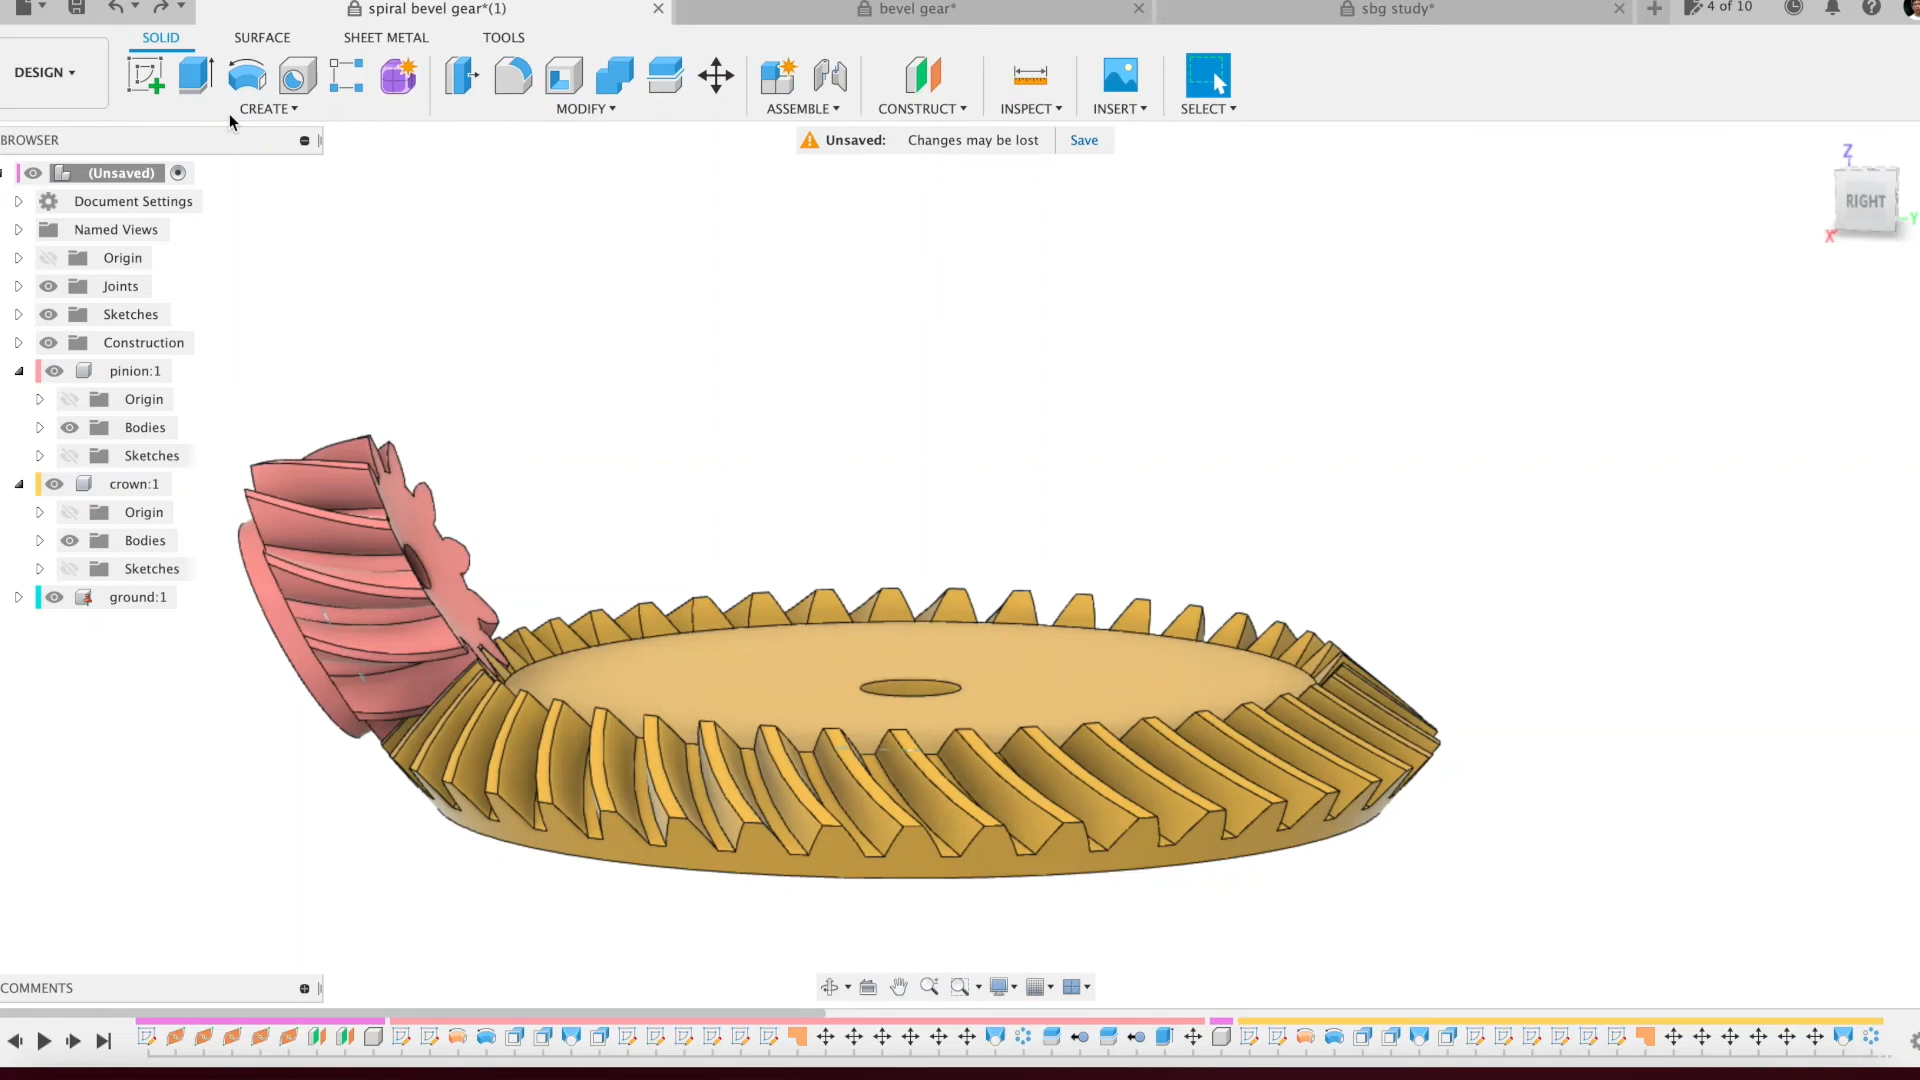 spiral bevel gear*(1)
bevel gear*
sbg study*
4 of 10
SOLID
SURFACE
SHEET METAL
TOOLS
DESIGN
CREATE
MODIFY
ASSEMBLE
CONSTRUCT
INSPECT
INSERT
SELECT
BROWSER
Unsaved: Changes may be lost Save
(Unsaved)
Document Settings
Named Views
Origin
Joints
Sketches
Construction
pinion:1
Origin
Bodies
Sketches
crown:1
Origin
Bodies
Sketches
ground:1
Z
RIGHT
Y
X
COMMENTS